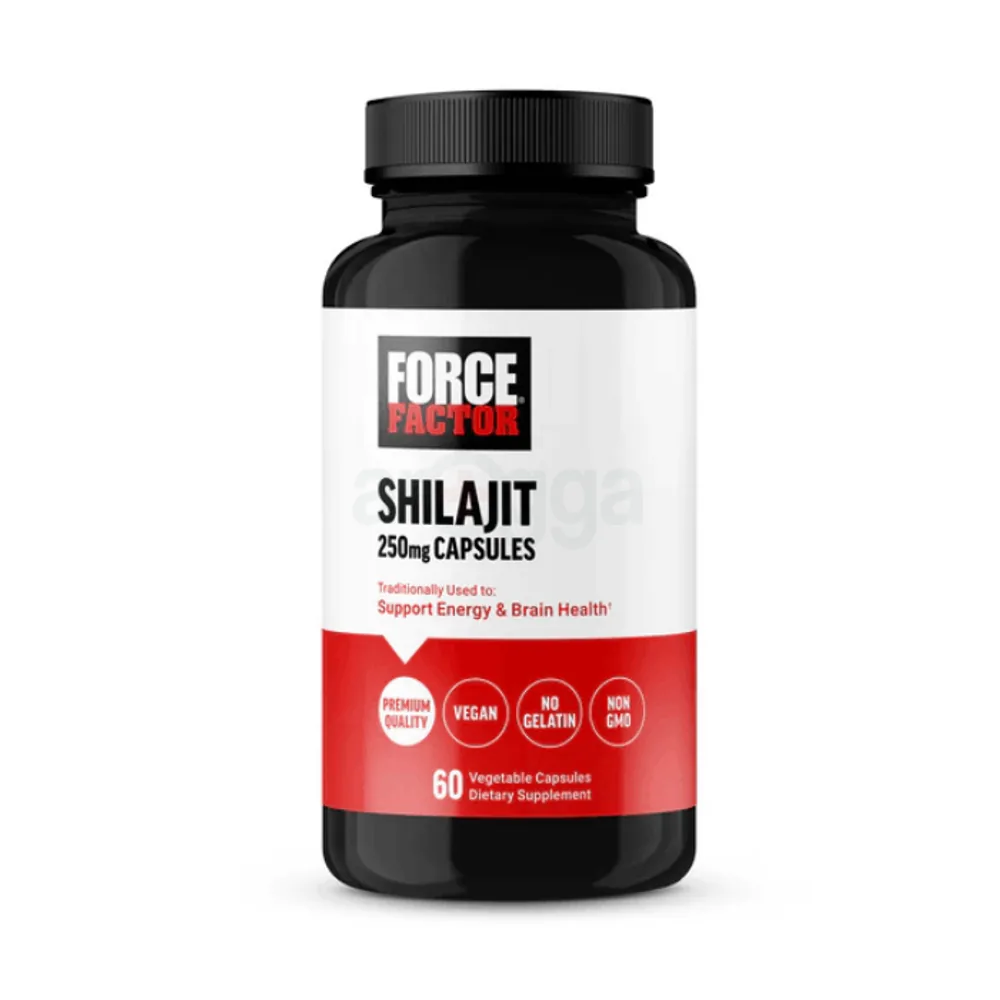 FORCE
FACTOR®
arogga
SHILAJIT
250mg CAPSULES
Traditionally Used to:
Support Energy & Brain Health†
PREMIUM
QUALITY
VEGAN
NO
GELATIN
NON
GMO
60 Vegetable Capsules
Dietary Supplement